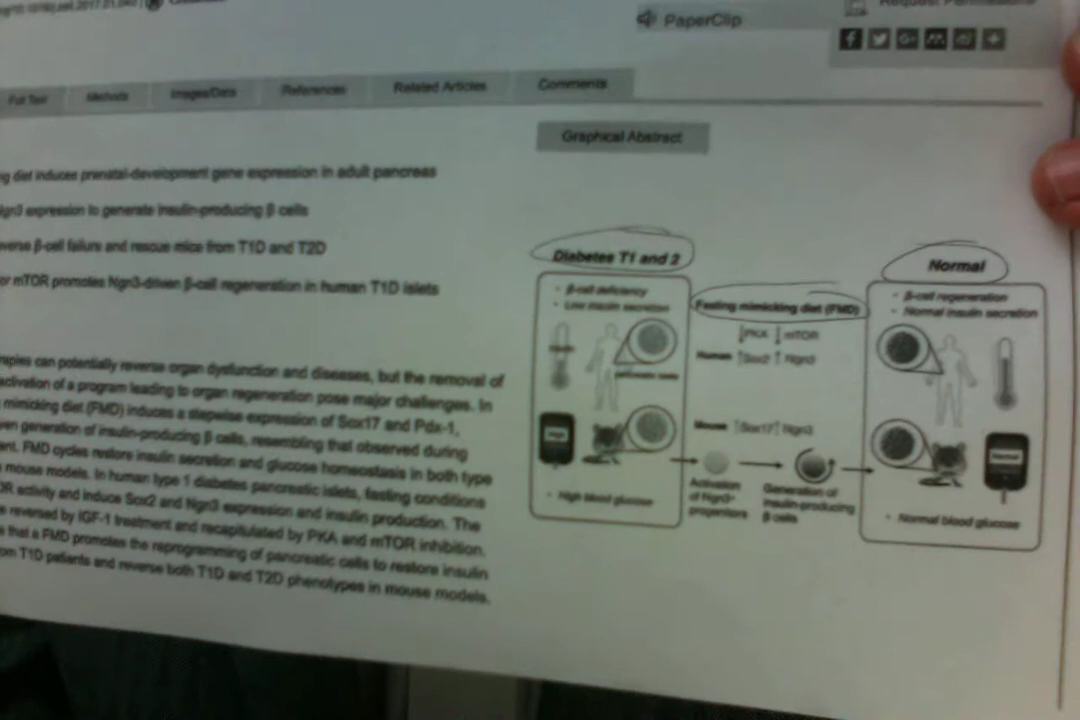 PaperClip
Request Permissions
Full Text Methods Images/Data References Related Articles Comments
Graphical Abstract
diet induces prenatal-development gene expression in adult pancreas
Ngn3 expression to generate insulin-producing β cells
β-cell failure and rescue mice from T1D and T2D
or mTOR promotes Ngn3-driven β-cell regeneration in human T1D islets
can potentially reverse organ dysfunction and diseases, but the removal of
activation of a program leading to organ regeneration pose major challenges. In
mimicking diet (FMD) induces a stepwise expression of Sox17 and Pdx-1,
generation of insulin-producing β cells, resembling that observed during
FMD cycles restore insulin secretion and glucose homeostasis in both type
mouse models. In human type 1 diabetes pancreatic islets, fasting conditions
activity and induce Sox2 and Ngn3 expression and insulin production. The
reversed by IGF-1 treatment and recapitulated by PKA and mTOR inhibition.
that a FMD promotes the reprogramming of pancreatic cells to restore insulin
T1D patients and reverse both T1D and T2D phenotypes in mouse models.
Diabetes T1 and 2
• β-cell deficiency
• Low insulin secretion
• High blood glucose
Fasting mimicking diet (FMD)
↓PKA ↓mTOR
Human ↑Sox2 ↑Ngn3
Mouse ↑Sox17↑Ngn3
Activation
of Ngn3+
progenitors
Generation of
insulin-producing
β cells
Normal
• β-cell regeneration
• Normal insulin secretion
• Normal blood glucose